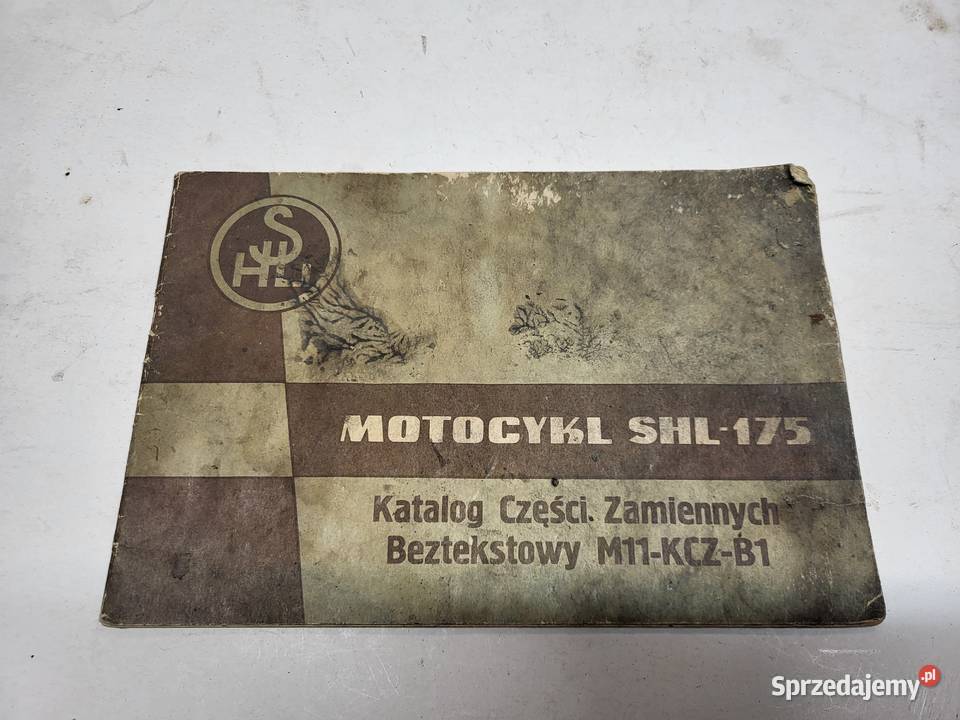 SHL
MOTOCYKL SHL-175
Katalog Części. Zamiennych
Beztekstowy M11-KCZ-B1
Sprzedajemy.pl